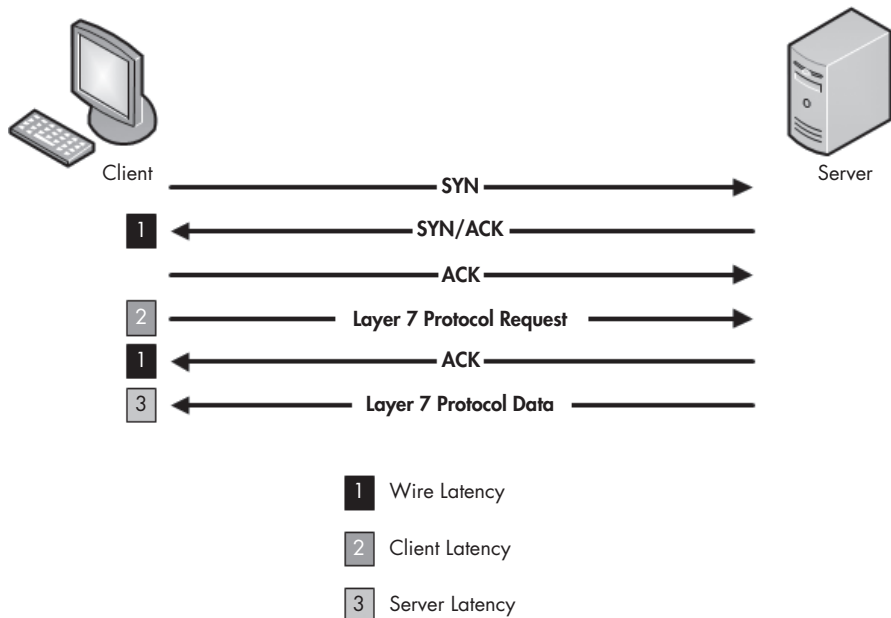 Client
Server
SYN
1 SYN/ACK
ACK
2 Layer 7 Protocol Request
1 ACK
3 Layer 7 Protocol Data
1 Wire Latency
2 Client Latency
3 Server Latency